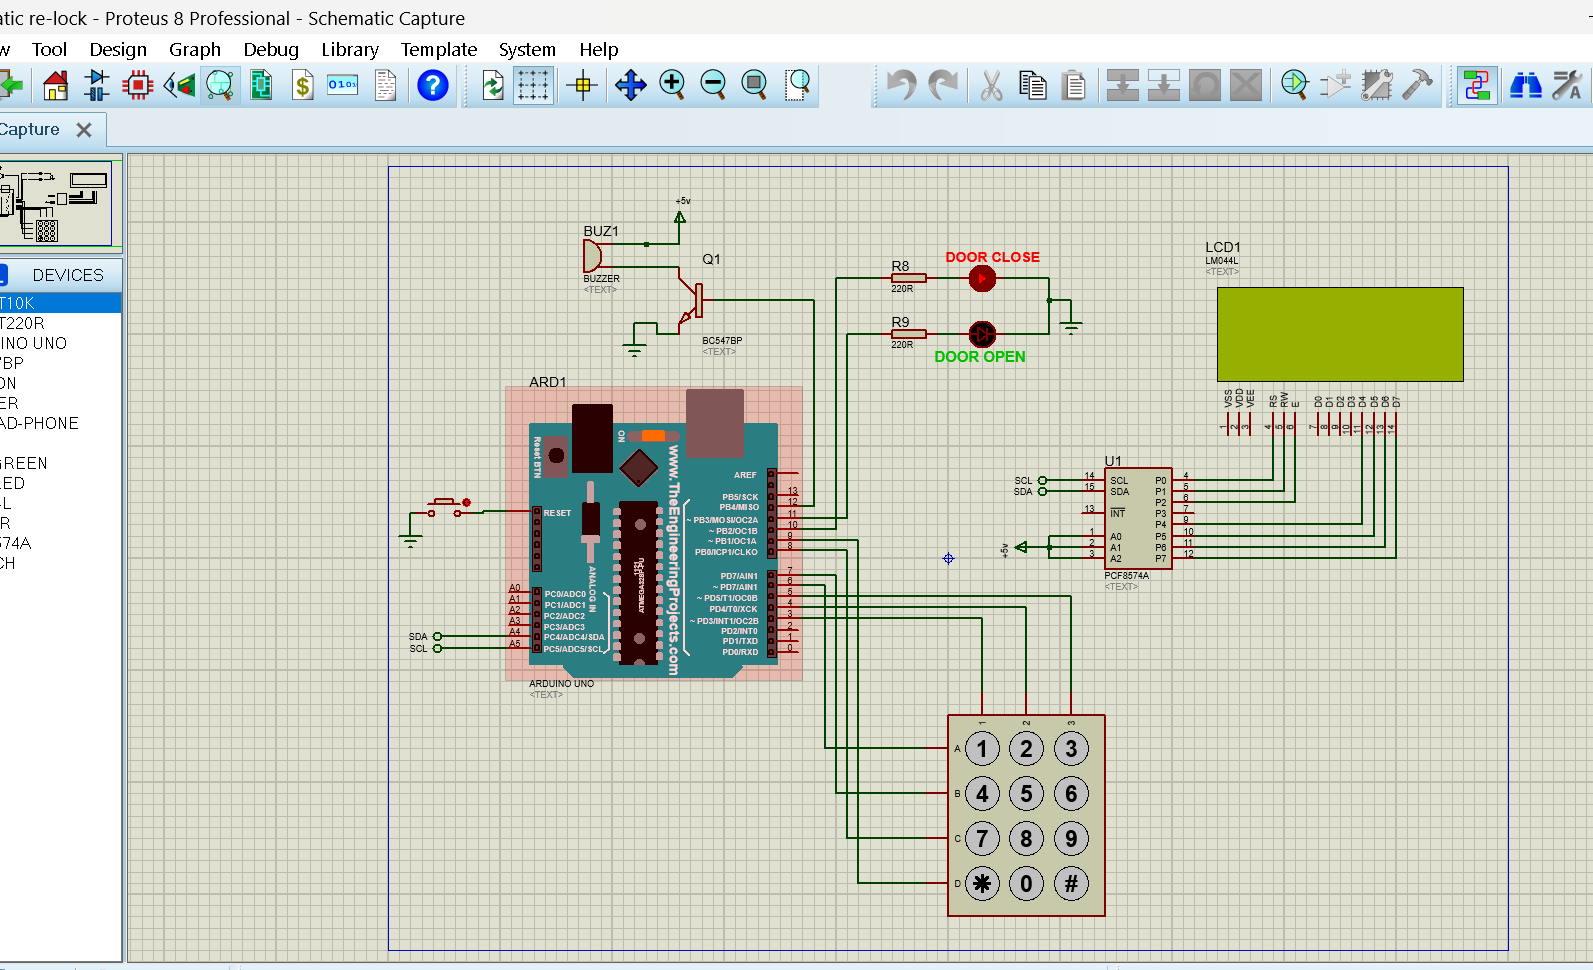 atic re-lock - Proteus 8 Professional - Schematic Capture
w Tool Design Graph Debug Library Template System Help
Capture
DEVICES
T10K
T220R
INO UNO
7BP
ON
ER
AD-PHONE
GREEN
ED
L
R
574A
CH
+5v
BUZ1
BUZZER
<TEXT>
Q1
BC547BP
<TEXT>
R8
220R
DOOR CLOSE
R9
220R
DOOR OPEN
LCD1
LM044L
<TEXT>
VSS VDD VEE RS RW E D0 D1 D2 D3 D4 D5 D6 D7
1 2 3 4 5 6 7 8 9 10 11 12 13 14
ARD1
Reset BTN
ON
www.TheEngineeringProjects.com
ANALOG IN
ATMEGA328P-PU
1121
RESET
AREF
PB5/SCK 13
PB4/MISO 12
~ PB3/MOSI/OC2A 11
~ PB2/OC1B 10
~ PB1/OC1A 9
PB0/ICP1/CLKO 8
PD7/AIN1 7
~ PD7/AIN1 6
~ PD5/T1/OC0B 5
PD4/T0/XCK 4
~ PD3/INT1/OC2B 3
PD2/INT0 2
PD1/TXD 1
PD0/RXD 0
A0 PC0/ADC0
A1 PC1/ADC1
A2 PC2/ADC2
A3 PC3/ADC3
SDA A4 PC4/ADC4/SDA
SCL A5 PC5/ADC5/SCL
ARDUINO UNO
<TEXT>
U1
SCL 14 SCL P0 4
SDA 15 SDA P1 5
P2 6
13 INT P3 7
P4 9
1 A0 P5 10
+5v 2 A1 P6 11
3 A2 P7 12
PCF8574A
<TEXT>
1 2 3
A 1 2 3
B 4 5 6
C 7 8 9
D * 0 #